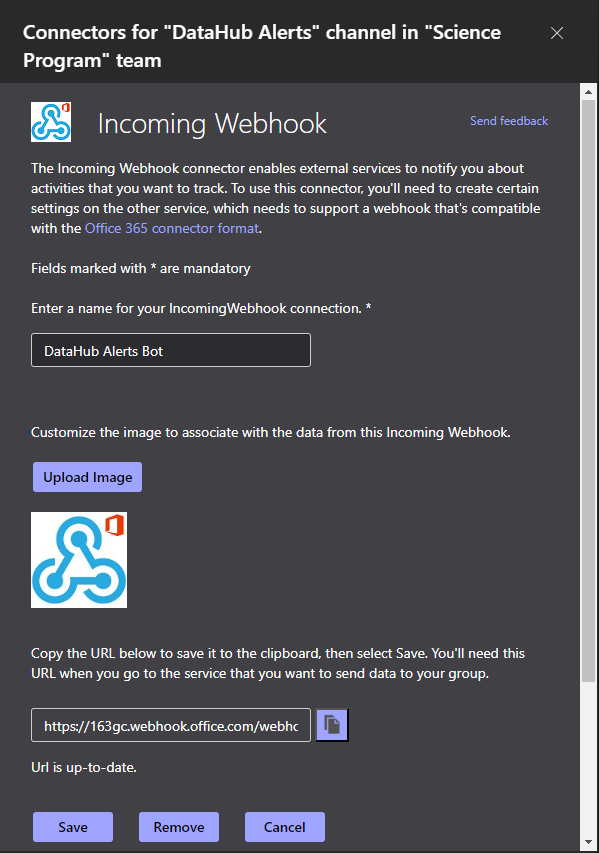 Connectors for "DataHub Alerts" channel in "Science
Program" team
Incoming Webhook
Send feedback
The Incoming Webhook connector enables external services to notify you about
activities that you want to track. To use this connector, you'll need to create certain
settings on the other service, which needs to support a webhook that's compatible
with the Office 365 connector format.
Fields marked with * are mandatory
Enter a name for your IncomingWebhook connection. *
DataHub Alerts Bot
Customize the image to associate with the data from this Incoming Webhook.
Upload Image
Copy the URL below to save it to the clipboard, then select Save. You'll need this
URL when you go to the service that you want to send data to your group.
https://163gc.webhook.office.com/webhc
Url is up-to-date.
Save
Remove
Cancel